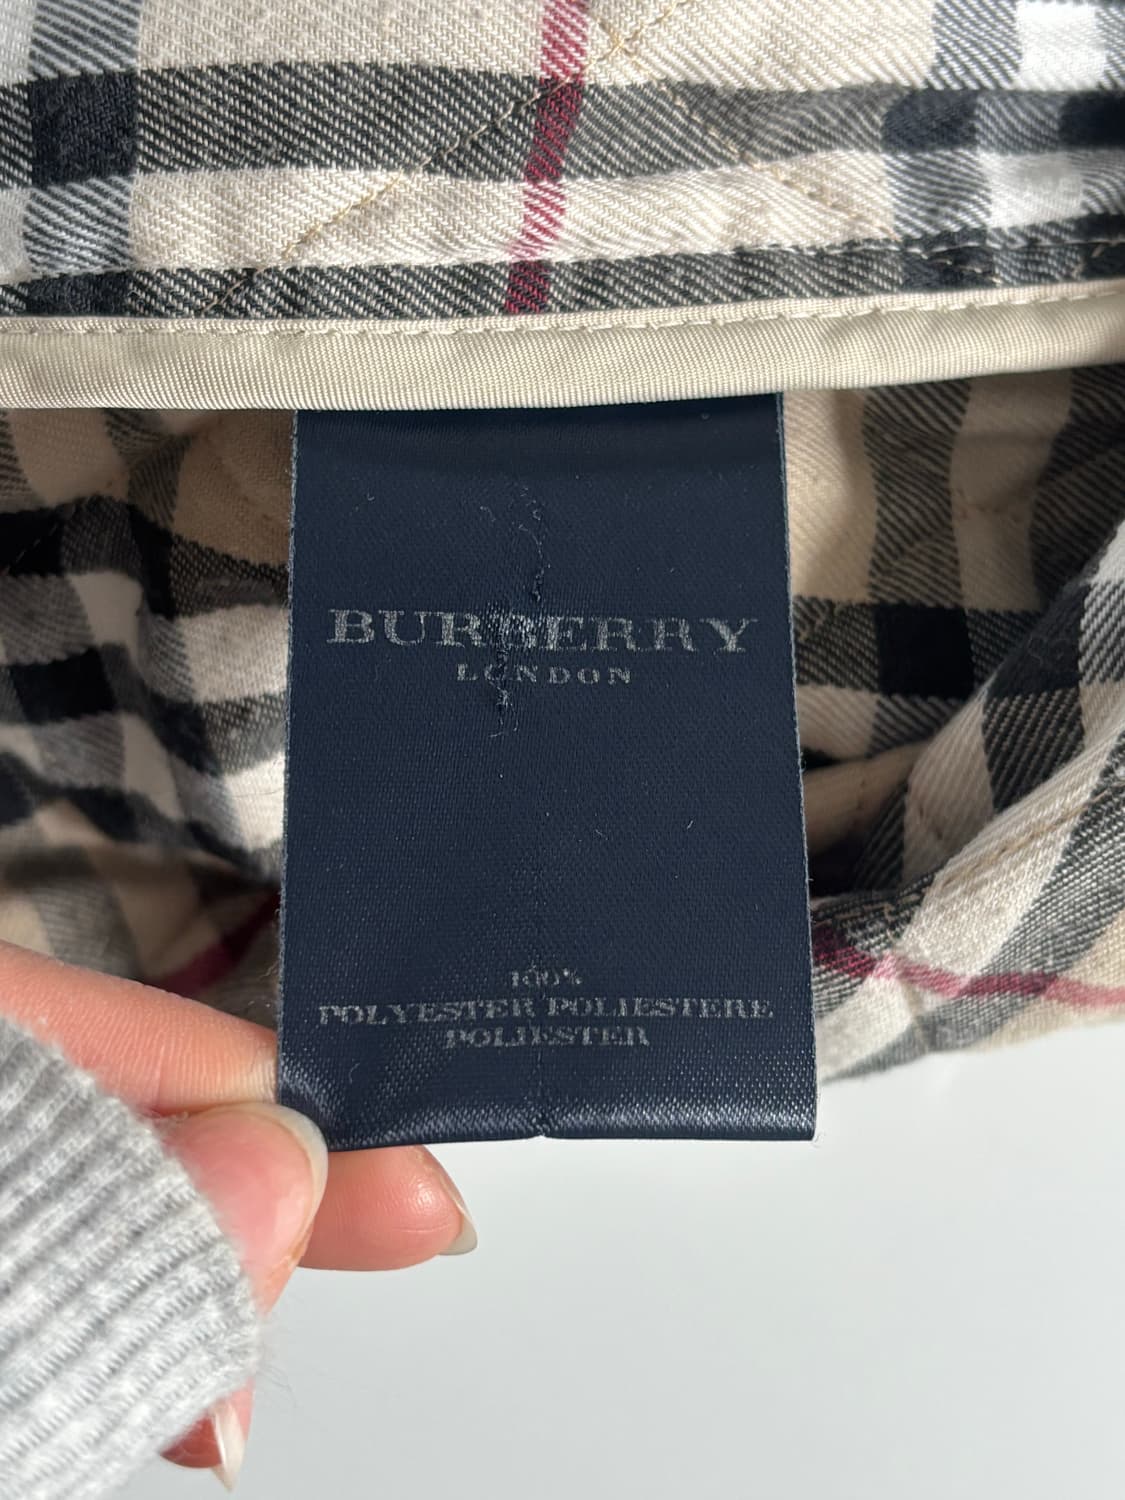 BURBERRY
LONDON
100%
POLYESTER POLIESTERE
POLIESTER